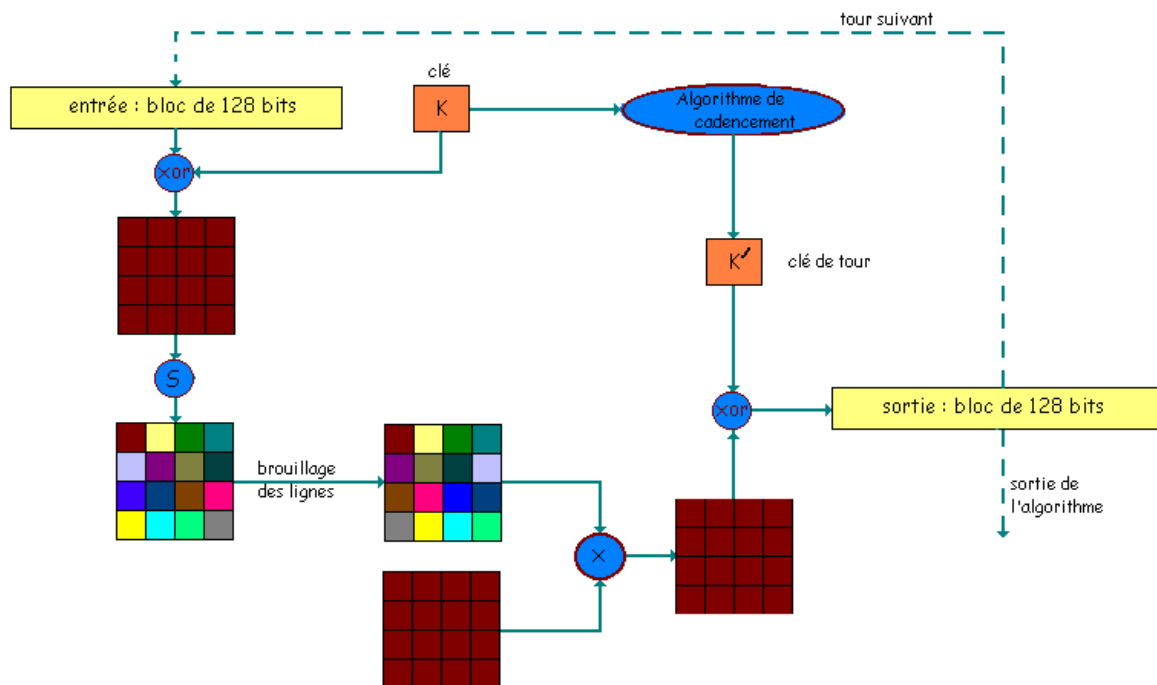 tour suivant
clé
entrée : bloc de 128 bits
K
Algorithme de
cadencement
xor
K'
clé de tour
S
xor
sortie : bloc de 128 bits
brouillage
des lignes
sortie de
l'algorithme
X